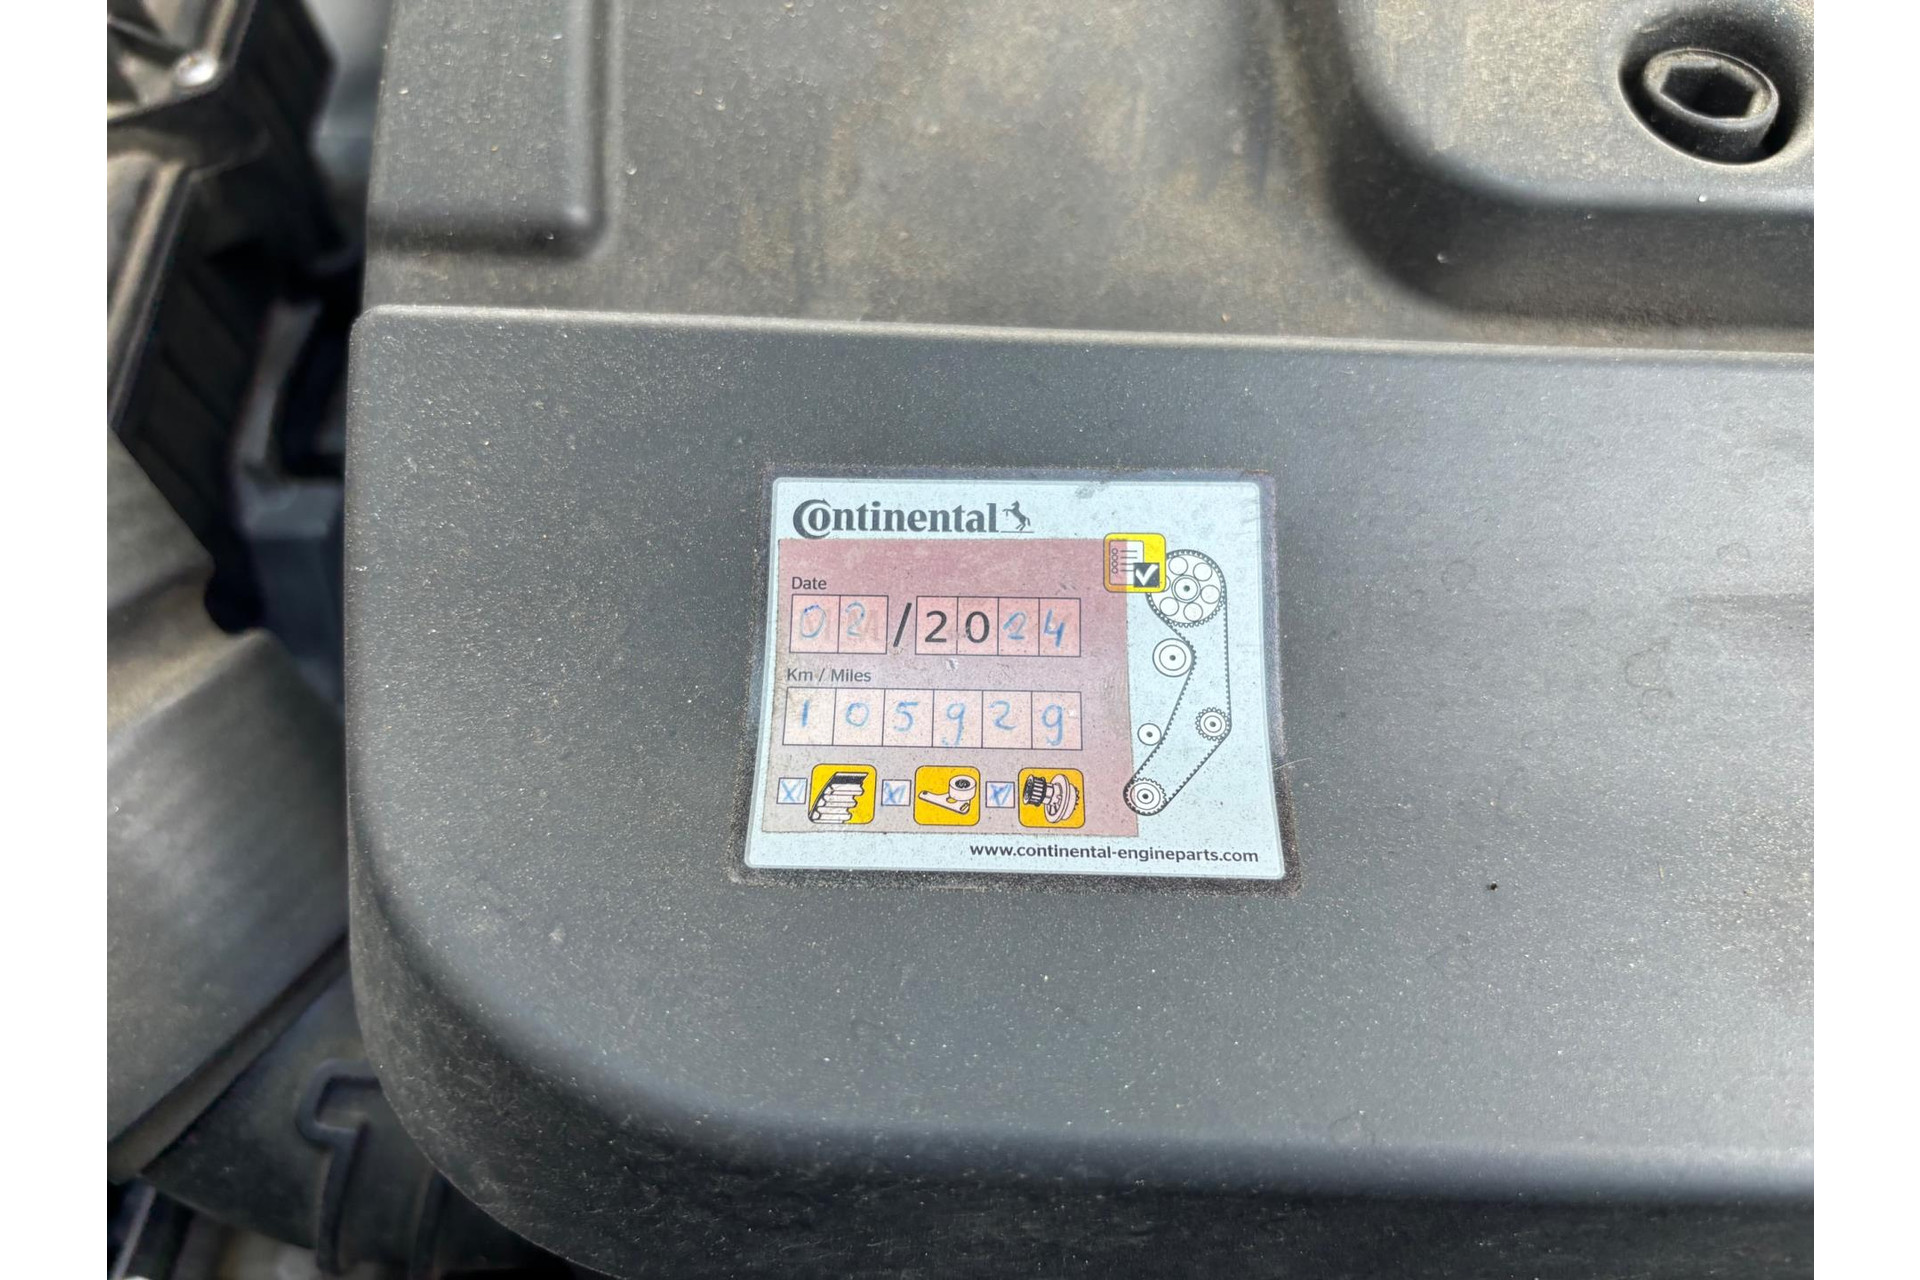 Continental
Date
02/2024
Km / Miles
105929
X X X
www.continental-engineparts.com